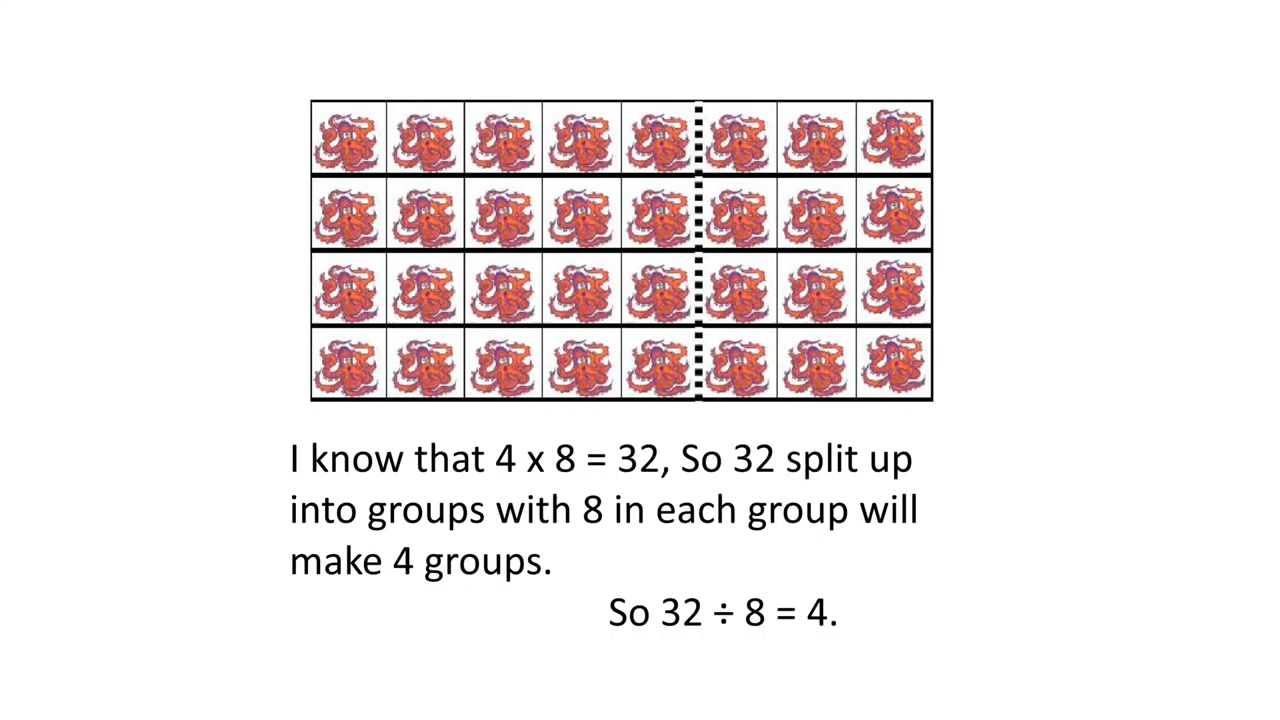 I know that 4 x 8 = 32, So 32 split up
into groups with 8 in each group will
make 4 groups.
So 32 ÷ 8 = 4.